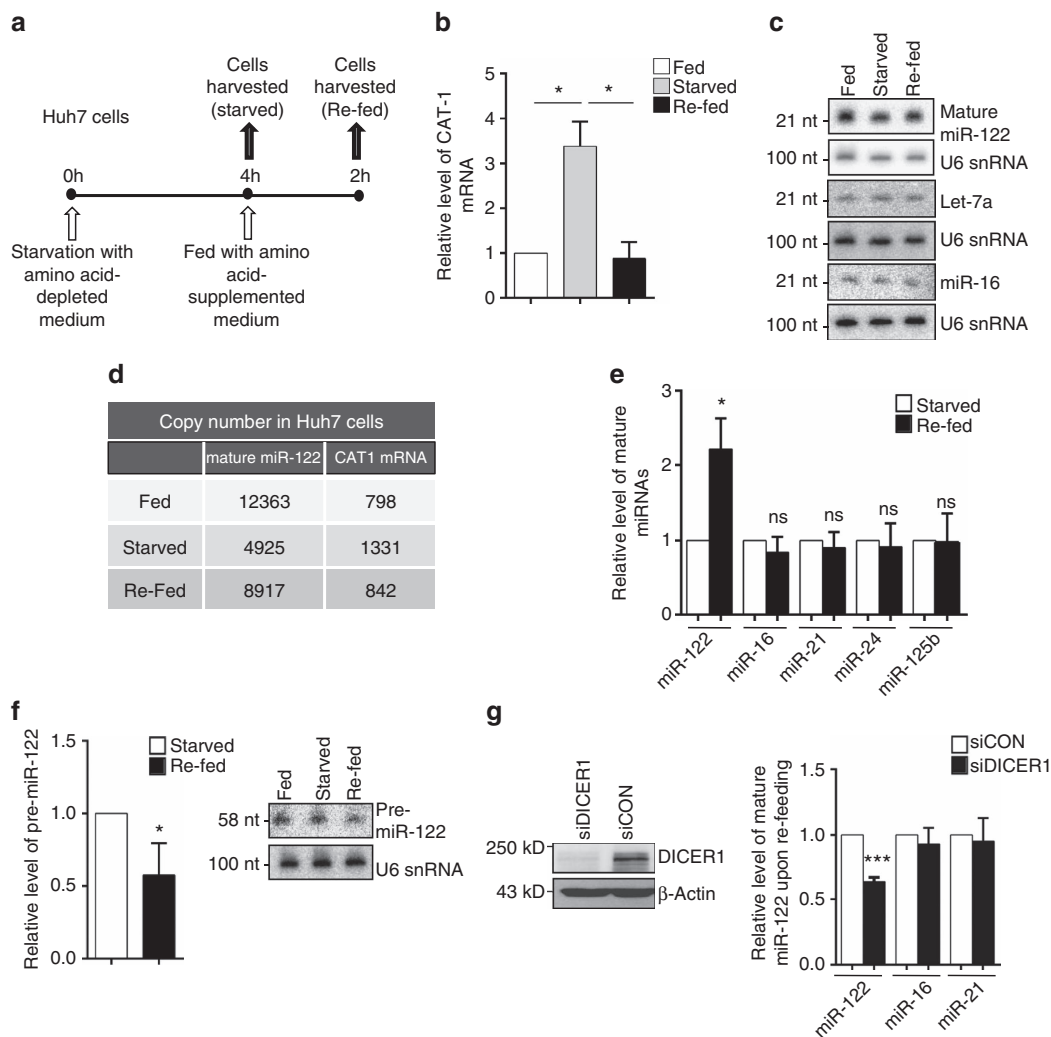 a
Huh7 cells
Cells
harvested
(starved)
Cells
harvested
(Re-fed)
0h
4h
2h
Starvation with
amino acid-
depleted
medium
Fed with amino
acid-
supplemented
medium
b
Fed
Starved
Re-fed
Relative level of CAT-1
mRNA
5
4
3
2
1
0
*
*
c
Fed
Starved
Re-fed
21 nt
Mature
miR-122
100 nt
U6 snRNA
21 nt
Let-7a
100 nt
U6 snRNA
21 nt
miR-16
100 nt
U6 snRNA
d
Copy number in Huh7 cells
mature miR-122 CAT1 mRNA
Fed 12363 798
Starved 4925 1331
Re-Fed 8917 842
e
Starved
Re-fed
Relative level of mature
miRNAs
3
2
1
0
*
ns
ns
ns
ns
miR-122
miR-16
miR-21
miR-24
miR-125b
f
Starved
Re-fed
Relative level of pre-miR-122
1.5
1.0
0.5
0.0
*
Fed
Starved
Re-fed
58 nt
Pre-
miR-122
100 nt
U6 snRNA
g
siDICER1
siCON
250 kD
DICER1
43 kD
β-Actin
siCON
siDICER1
Relative level of mature
miR-122 upon re-feeding
1.5
1.0
0.5
0.0
***
miR-122
miR-16
miR-21